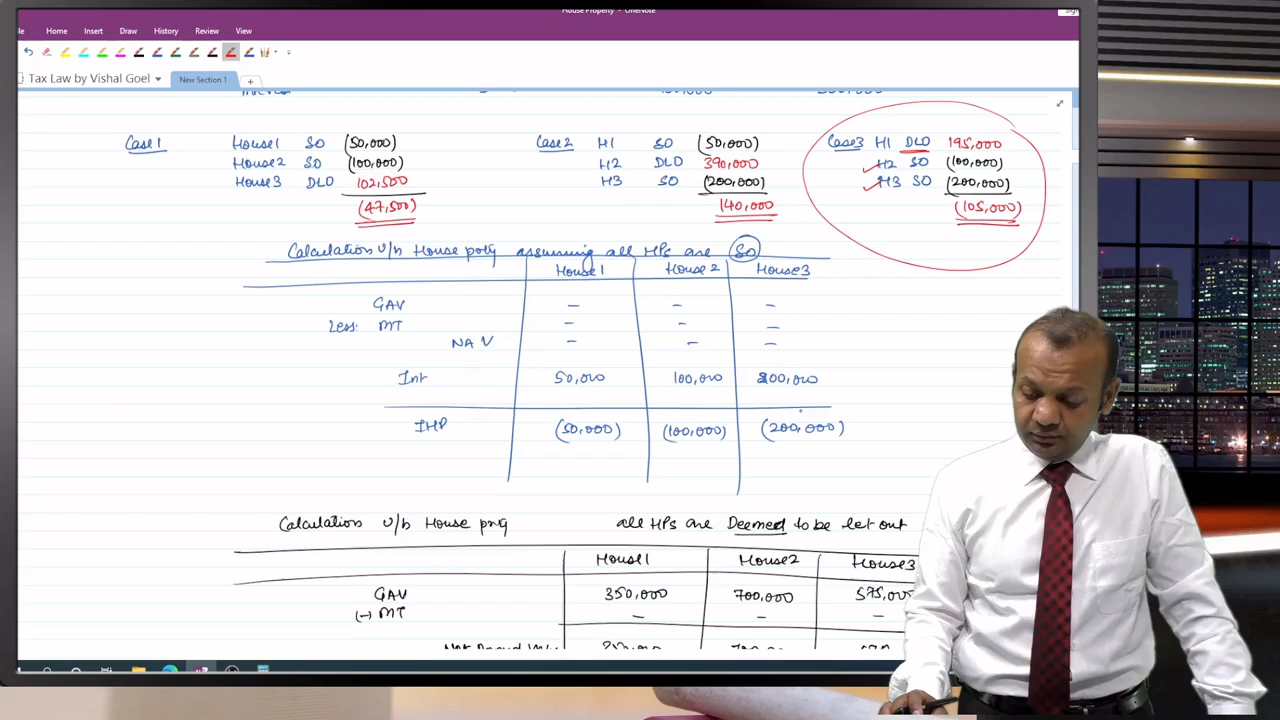 House Property - OneNote
Home Insert Draw History Review View
Tax Law by Vishal Goel
New Section 1
Case1 House1 SO (50,000)
House2 SO (100,000)
House3 DLO 102,500
(47,500)
Case2 H1 SO (50,000)
H2 DLO 390,000
H3 SO (200,000)
140,000
Case3 H1 DLO 195,000
H2 SO (100,000)
H3 SO (200,000)
(105,000)
Calculation u/h House poty assuming all HPs are SO
House1 House2 House3
GAV – – –
Less: MT – – –
NAV – – –
Int 50,000 100,000 200,000
IHP (50,000) (100,000) (200,000)
Calculation u/h House prty all HPs are Deemed to be let out
House1 House2 House3
GAV 350,000 700,000 575,000
(-) MT – – –